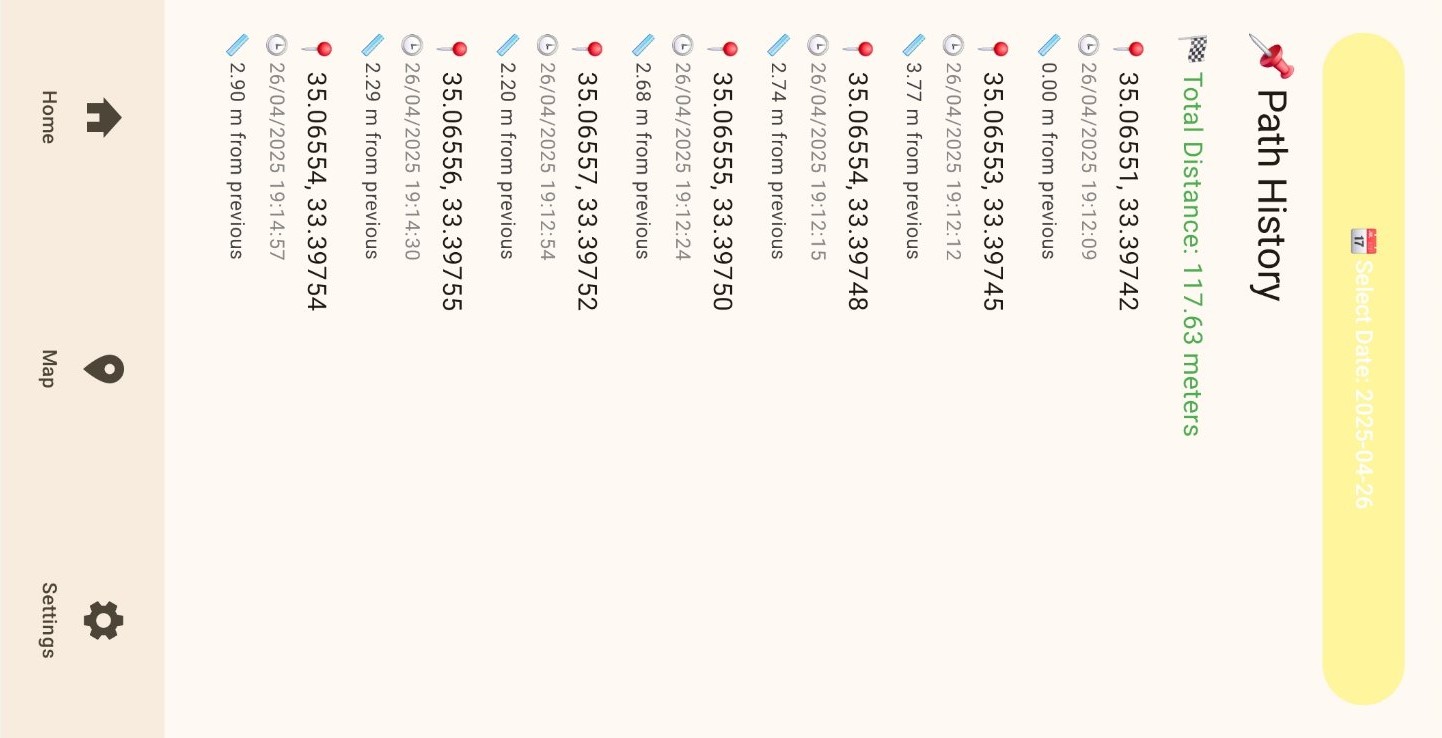 Select Date: 2025-04-26
Path History
Total Distance: 117.63 meters
35.06551, 33.39742
26/04/2025 19:12:09
0.00 m from previous
35.06553, 33.39745
26/04/2025 19:12:12
3.77 m from previous
35.06554, 33.39748
26/04/2025 19:12:15
2.74 m from previous
35.06555, 33.39750
26/04/2025 19:12:24
2.68 m from previous
35.06557, 33.39752
26/04/2025 19:12:54
2.20 m from previous
35.06556, 33.39755
26/04/2025 19:14:30
2.29 m from previous
35.06554, 33.39754
26/04/2025 19:14:57
2.90 m from previous
Home Map Settings